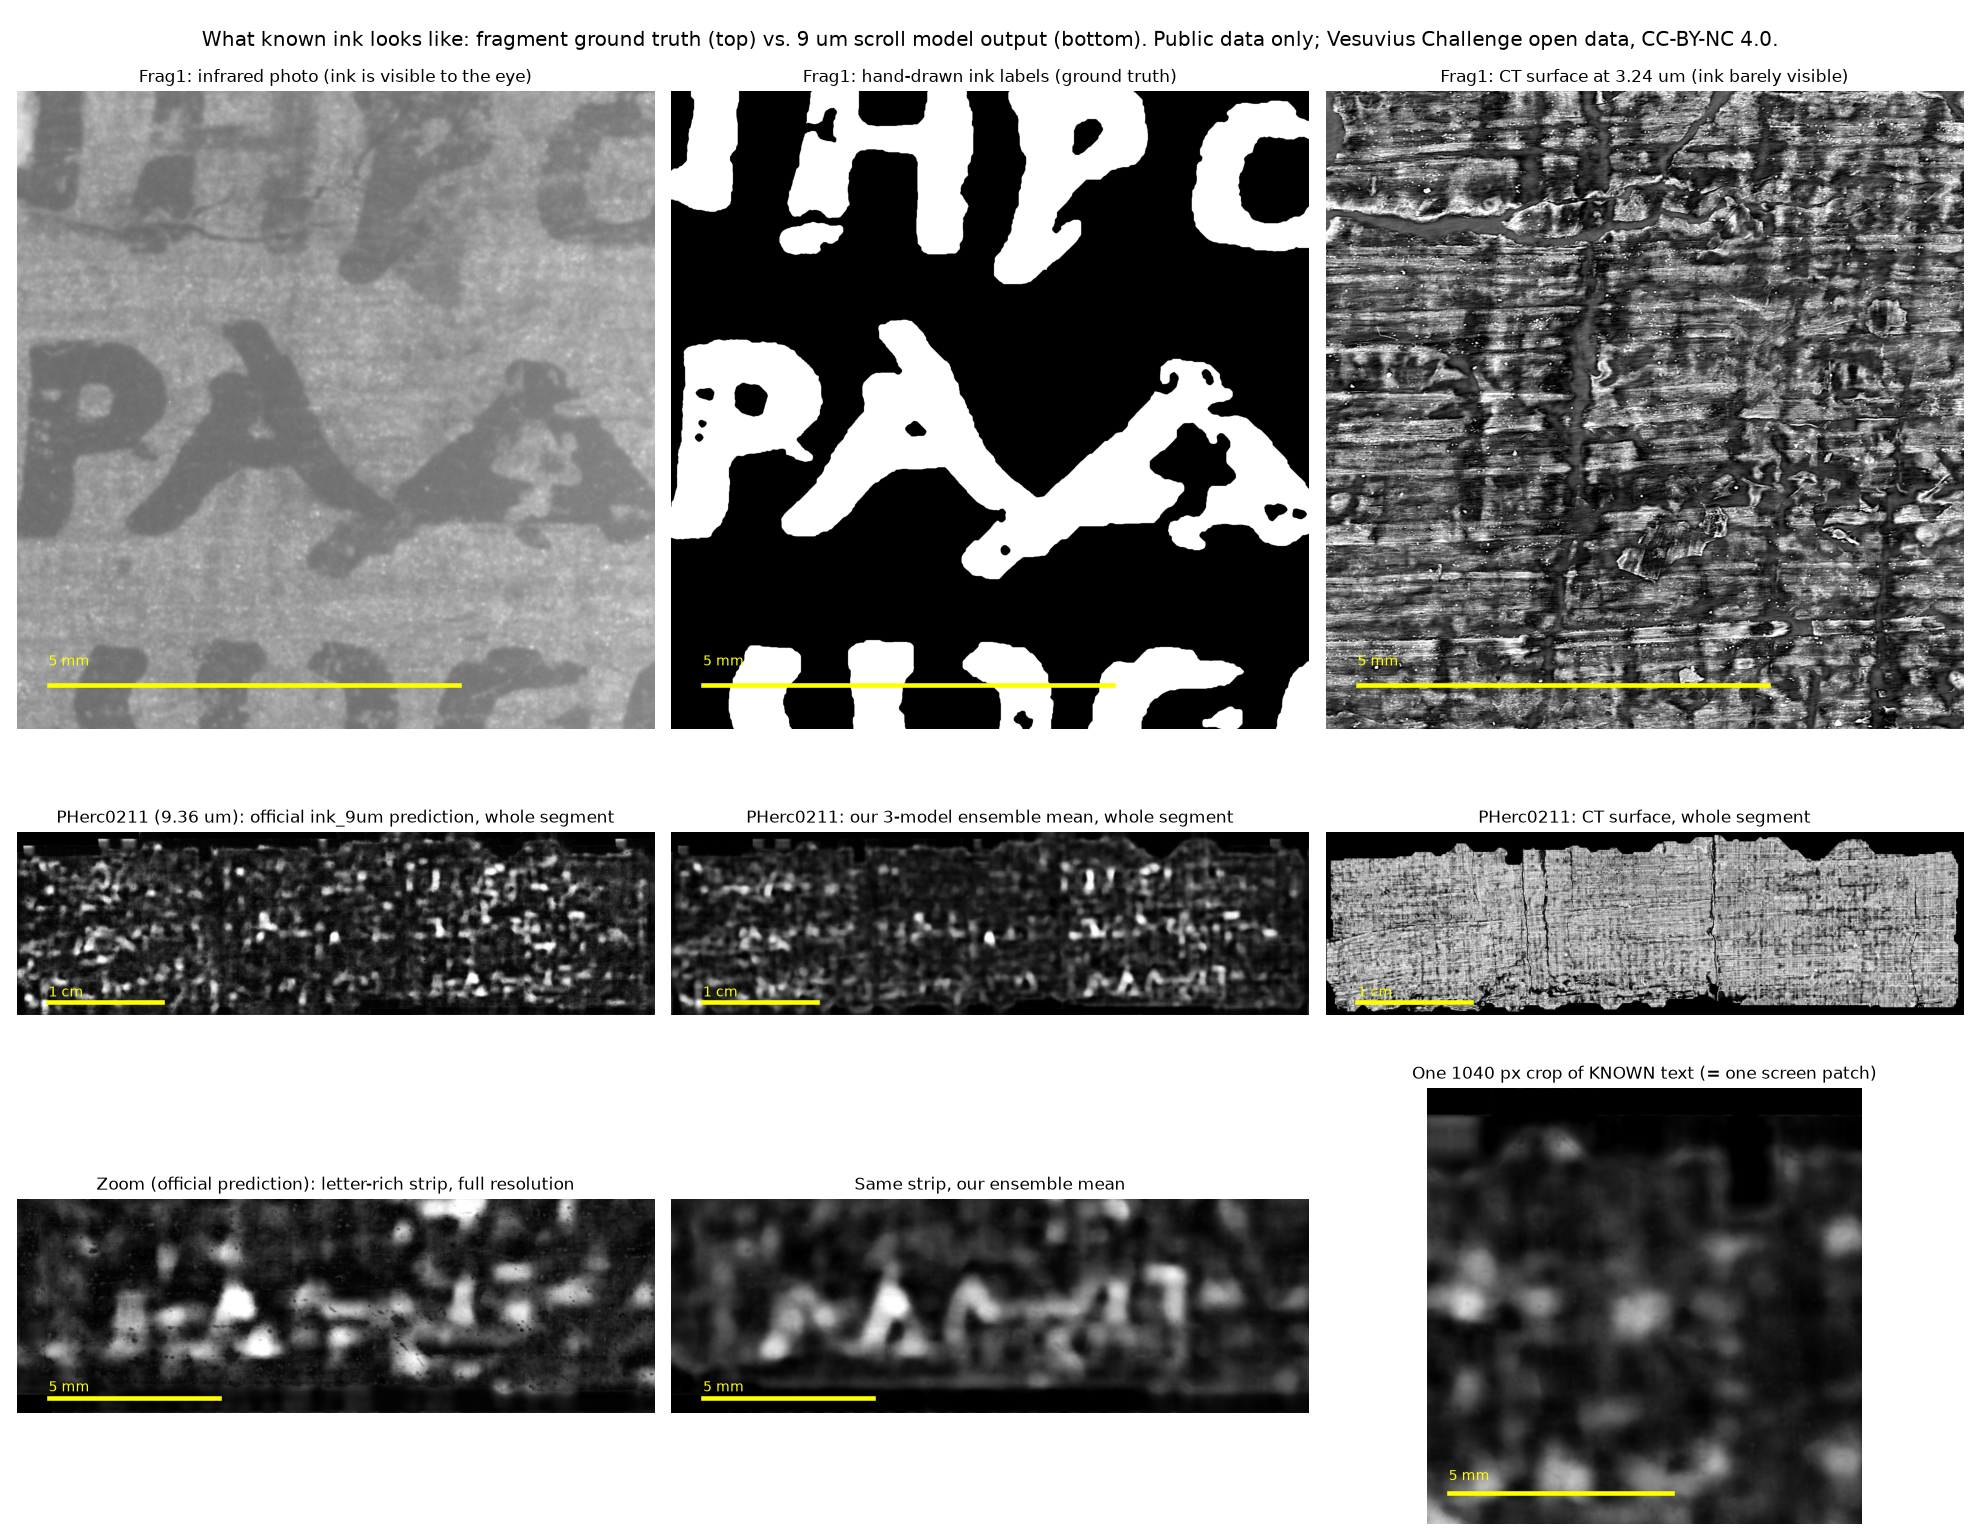 What known ink looks like: fragment ground truth (top) vs. 9 um scroll model output (bottom). Public data only; Vesuvius Challenge open data, CC-BY-NC 4.0.
Frag1: infrared photo (ink is visible to the eye)
Frag1: hand-drawn ink labels (ground truth)
Frag1: CT surface at 3.24 um (ink barely visible)
5 mm
5 mm
5 mm
PHerc0211 (9.36 um): official ink_9um prediction, whole segment
PHerc0211: our 3-model ensemble mean, whole segment
PHerc0211: CT surface, whole segment
1 cm
1 cm
1 cm
One 1040 px crop of KNOWN text (= one screen patch)
Zoom (official prediction): letter-rich strip, full resolution
Same strip, our ensemble mean
5 mm
5 mm
5 mm